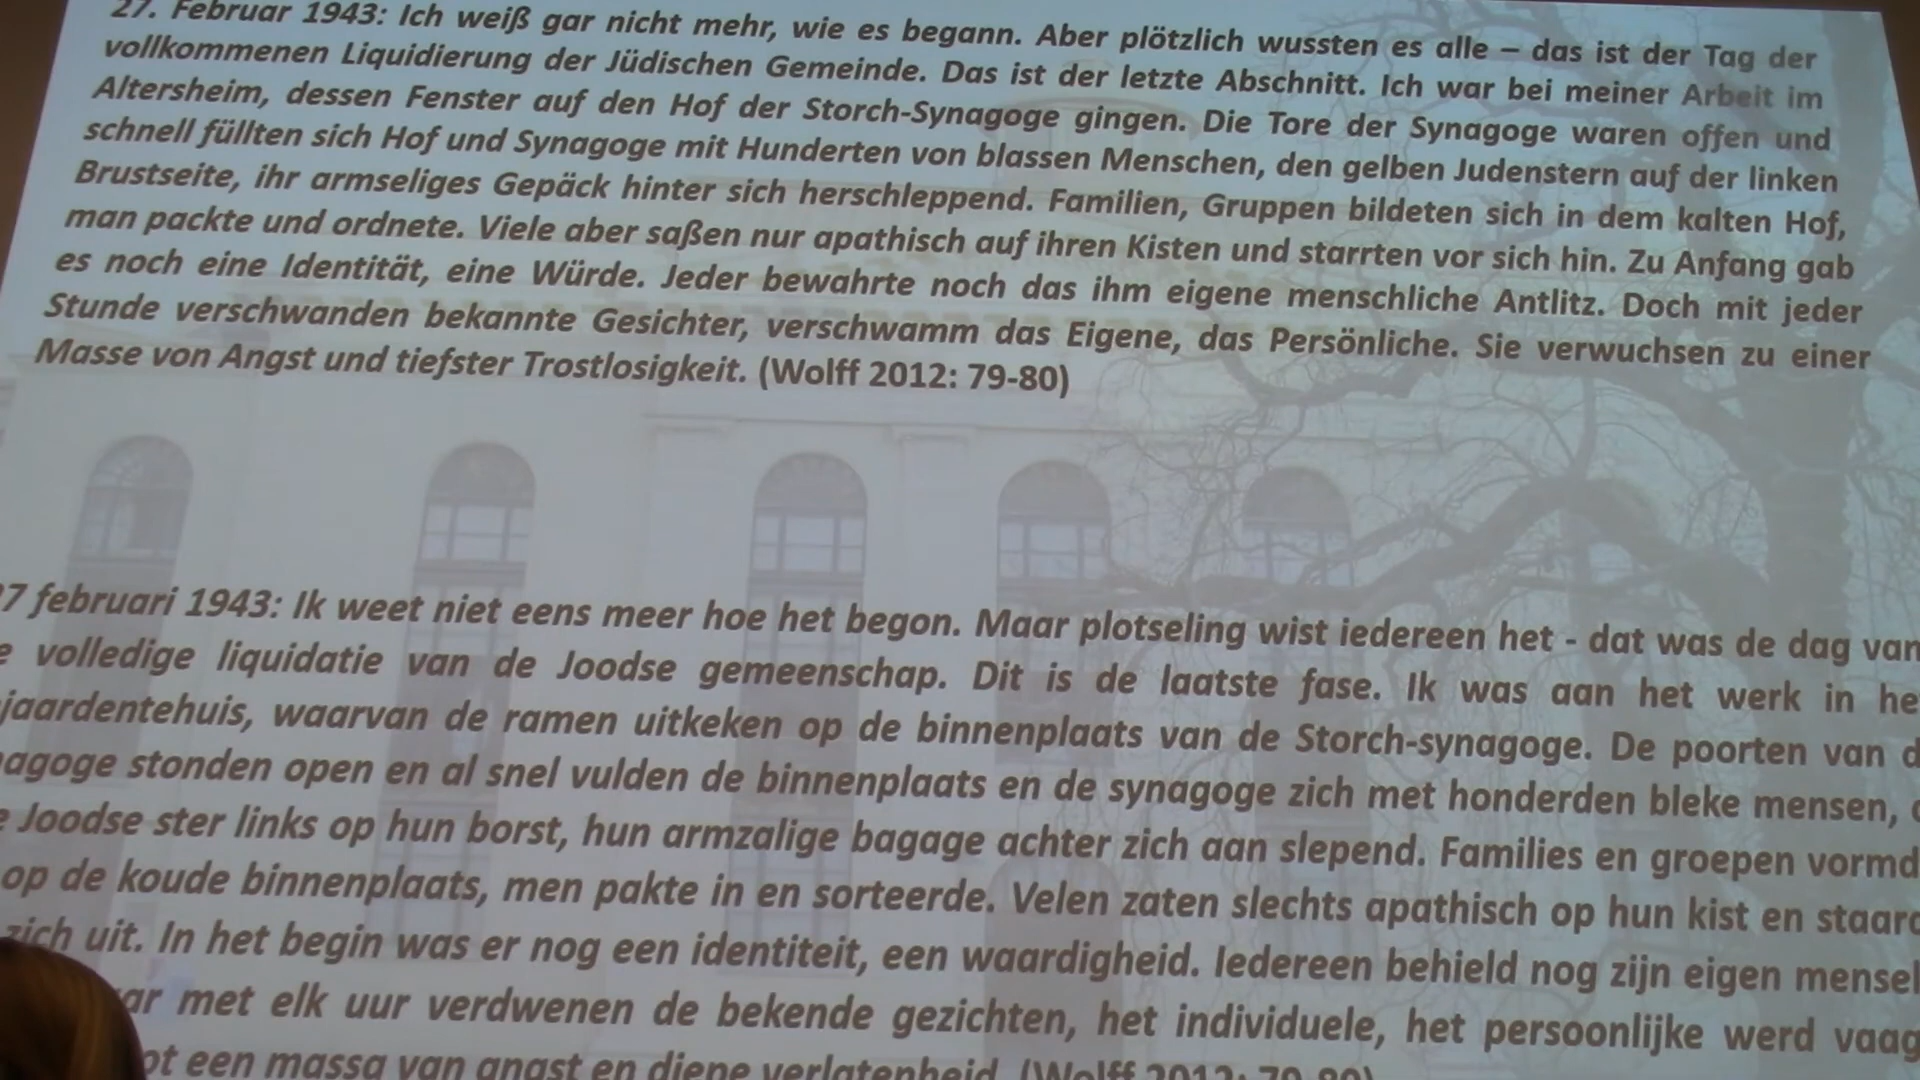 27. Februar 1943: Ich weiß gar nicht mehr, wie es begann. Aber plötzlich wussten es alle – das ist der Tag der
vollkommenen Liquidierung der Jüdischen Gemeinde. Das ist der letzte Abschnitt. Ich war bei meiner Arbeit im
Altersheim, dessen Fenster auf den Hof der Storch-Synagoge gingen. Die Tore der Synagoge waren offen und
schnell füllten sich Hof und Synagoge mit Hunderten von blassen Menschen, den gelben Judenstern auf der linken
Brustseite, ihr armseliges Gepäck hinter sich herschleppend. Familien, Gruppen bildeten sich in dem kalten Hof,
man packte und ordnete. Viele aber saßen nur apathisch auf ihren Kisten und starrten vor sich hin. Zu Anfang gab
es noch eine Identität, eine Würde. Jeder bewahrte noch das ihm eigene menschliche Antlitz. Doch mit jeder
Stunde verschwanden bekannte Gesichter, verschwamm das Eigene, das Persönliche. Sie verwuchsen zu einer
Masse von Angst und tiefster Trostlosigkeit. (Wolff 2012: 79-80)
7 februari 1943: Ik weet niet eens meer hoe het begon. Maar plotseling wist iedereen het - dat was de dag van
volledige liquidatie van de Joodse gemeenschap. Dit is de laatste fase. Ik was aan het werk in he
jaardentehuis, waarvan de ramen uitkeken op de binnenplaats van de Storch-synagoge. De poorten van d
agoge stonden open en al snel vulden de binnenplaats en de synagoge zich met honderden bleke mensen,
Joodse ster links op hun borst, hun armzalige bagage achter zich aan slepend. Families en groepen vormd
op de koude binnenplaats, men pakte in en sorteerde. Velen zaten slechts apathisch op hun kist en staard
zich uit. In het begin was er nog een identiteit, een waardigheid. Iedereen behield nog zijn eigen mensel
ar met elk uur verdwenen de bekende gezichten, het individuele, het persoonlijke werd vaag
ot een massa van angst en diepe verlatenheid. (Wolff 2012: 79-80)